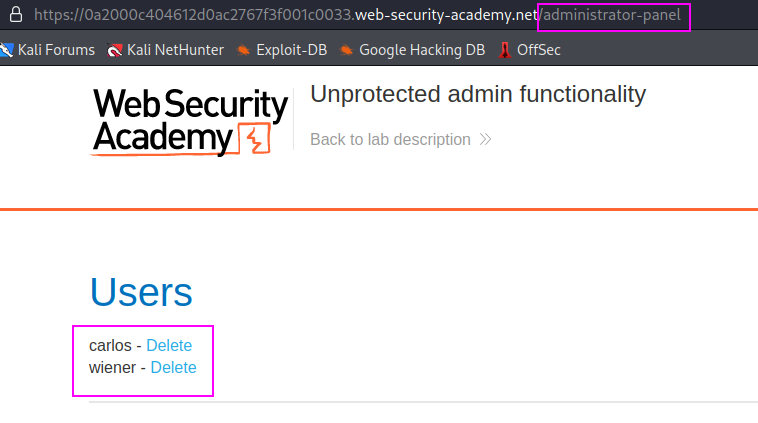 https://0a2000c404612d0ac2767f3f001c0033.web-security-academy.net/administrator-panel
Kali Forums Kali NetHunter Exploit-DB Google Hacking DB OffSec
Web Security Academy
Unprotected admin functionality
Back to lab description
Users
carlos - Delete
wiener - Delete